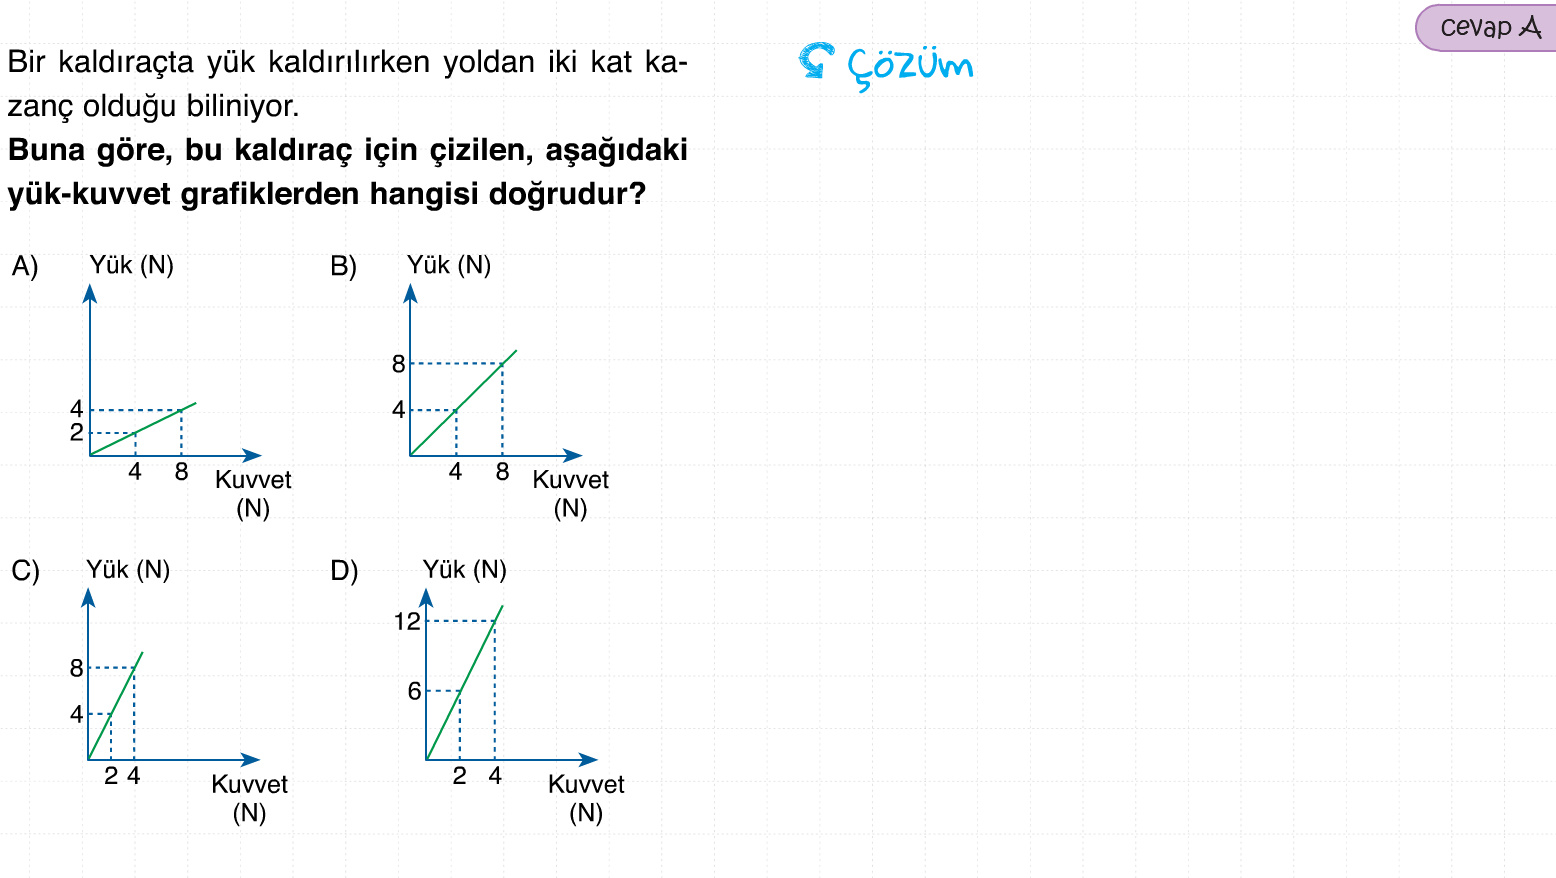 cevap A
Bir kaldıraçta yük kaldırılırken yoldan iki kat ka-
zanç olduğu biliniyor.
Buna göre, bu kaldıraç için çizilen, aşağıdaki
yük-kuvvet grafiklerden hangisi doğrudur?
çözüm
A)
Yük (N)
4
2
4 8
Kuvvet
(N)
B)
Yük (N)
8
4
4 8
Kuvvet
(N)
C)
Yük (N)
8
4
2 4
Kuvvet
(N)
D)
Yük (N)
12
6
2 4
Kuvvet
(N)